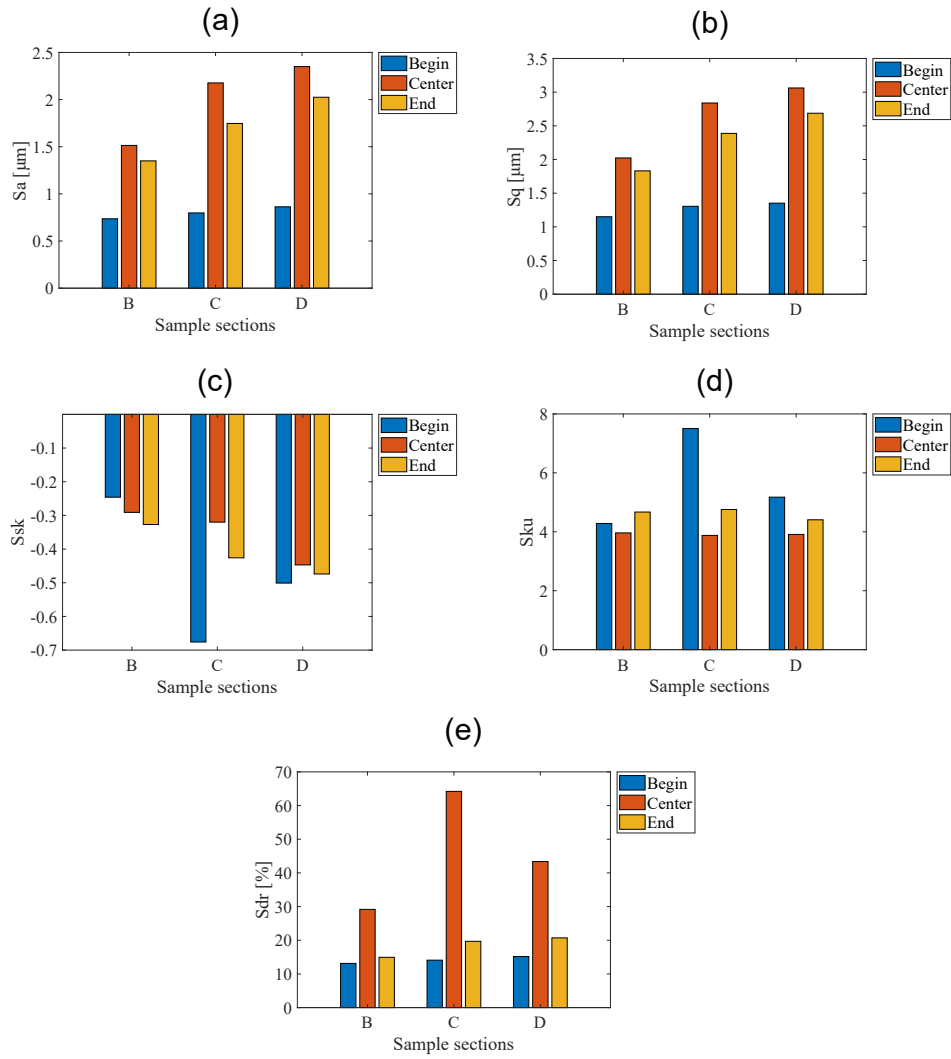 (a)
2.5
2
1.5
1
0.5
0
Sa [μm]
B C D
Sample sections
Begin
Center
End
(b)
3.5
3
2.5
2
1.5
1
0.5
0
Sq [μm]
B C D
Sample sections
Begin
Center
End
(c)
-0.1
-0.2
-0.3
-0.4
-0.5
-0.6
-0.7
Ssk
B C D
Sample sections
Begin
Center
End
(d)
8
6
4
2
0
Sku
B C D
Sample sections
Begin
Center
End
(e)
70
60
50
40
30
20
10
0
Sdr [%]
B C D
Sample sections
Begin
Center
End